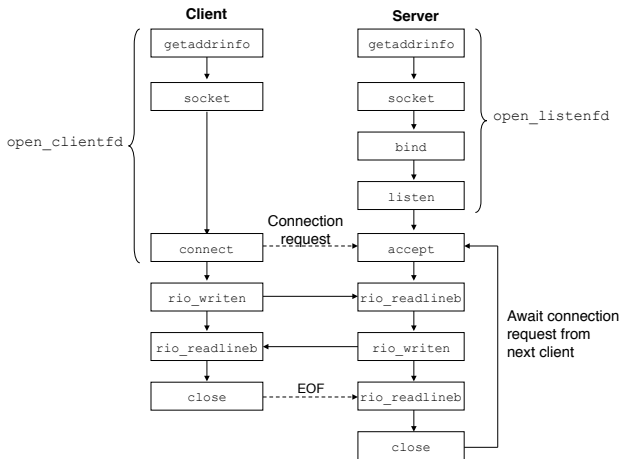 Client
Server
getaddrinfo
getaddrinfo
socket
socket
open_clientfd
open_listenfd
bind
listen
Connection
request
connect
accept
rio_writen
rio_readlineb
Await connection
request from
next client
rio_readlineb
rio_writen
EOF
close
rio_readlineb
close